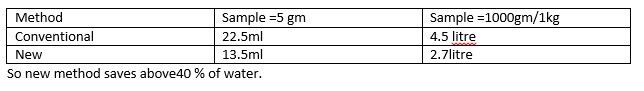 Method Sample =5 gm Sample =1000gm/1kg
Conventional 22.5ml 4.5 litre
New 13.5ml 2.7litre
So new method saves above40 % of water.